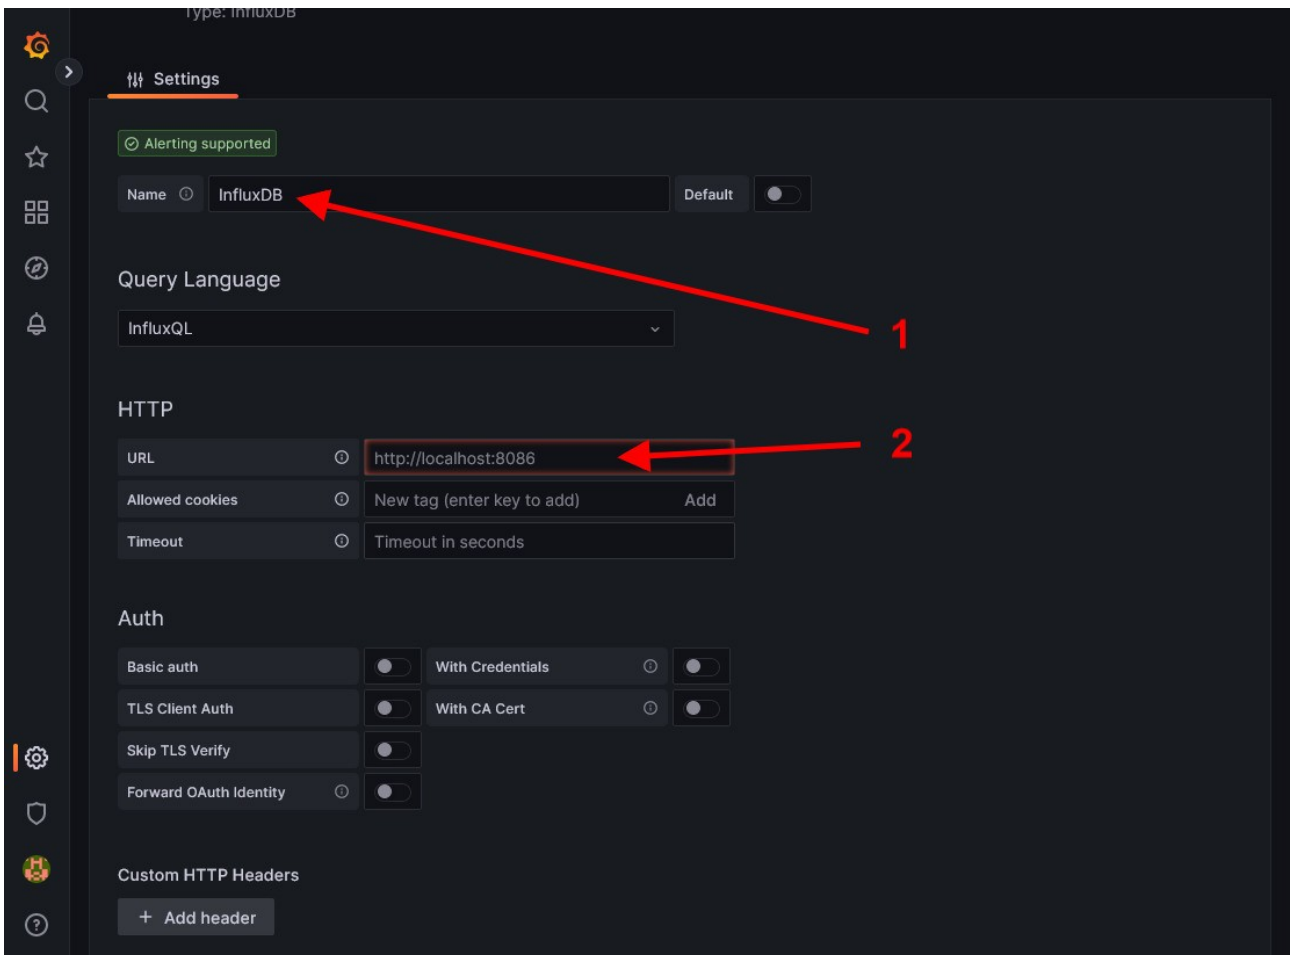 Type: InfluxDB
Settings
Alerting supported
Name InfluxDB Default
1
Query Language
InfluxQL
HTTP
2
URL http://localhost:8086
Allowed cookies New tag (enter key to add) Add
Timeout Timeout in seconds
Auth
Basic auth With Credentials
TLS Client Auth With CA Cert
Skip TLS Verify
Forward OAuth Identity
Custom HTTP Headers
+ Add header